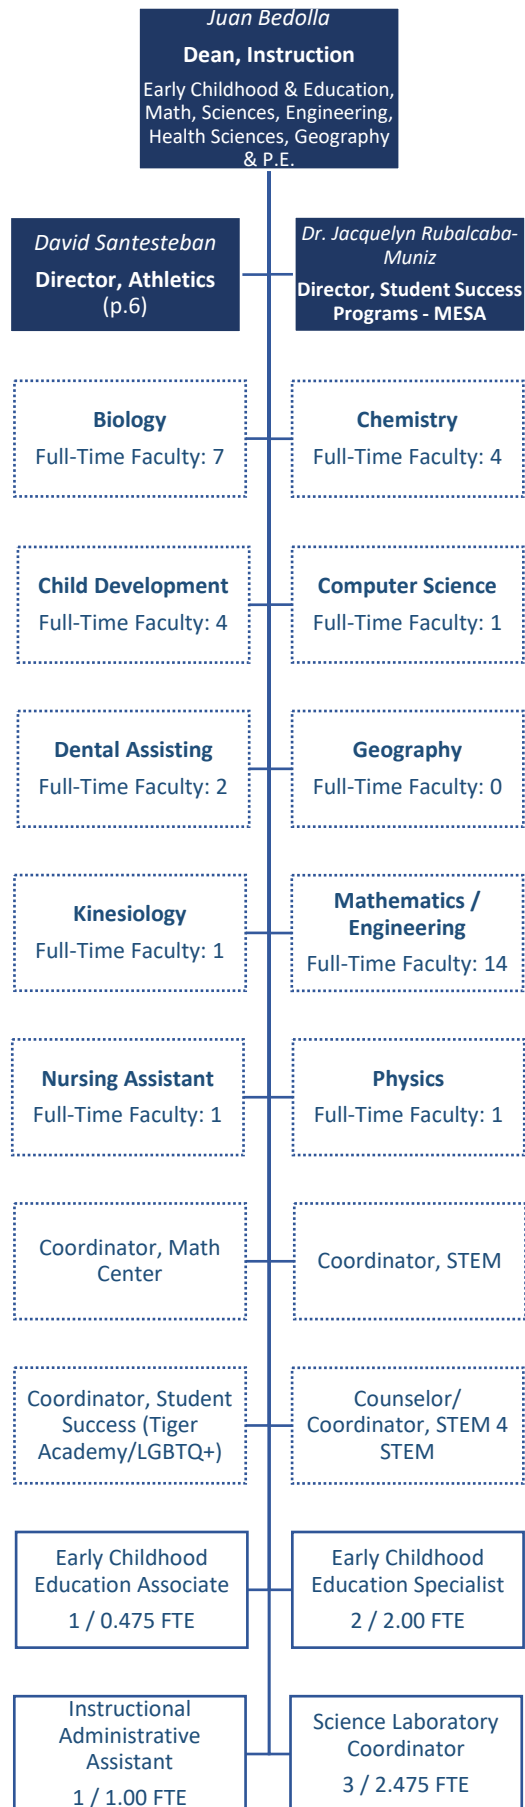 Juan Bedolla
Dean, Instruction
Early Childhood & Education,
Math, Sciences, Engineering,
Health Sciences, Geography
& P.E.
David Santesteban
Director, Athletics
(p.6)
Dr. Jacquelyn Rubalcaba-
Muniz
Director, Student Success
Programs - MESA
Biology
Full-Time Faculty: 7
Chemistry
Full-Time Faculty: 4
Child Development
Full-Time Faculty: 4
Computer Science
Full-Time Faculty: 1
Dental Assisting
Full-Time Faculty: 2
Geography
Full-Time Faculty: 0
Kinesiology
Full-Time Faculty: 1
Mathematics /
Engineering
Full-Time Faculty: 14
Nursing Assistant
Full-Time Faculty: 1
Physics
Full-Time Faculty: 1
Coordinator, Math
Center
Coordinator, STEM
Coordinator, Student
Success (Tiger
Academy/LGBTQ+)
Counselor/
Coordinator, STEM 4
STEM
Early Childhood
Education Associate
1 / 0.475 FTE
Early Childhood
Education Specialist
2 / 2.00 FTE
Instructional
Administrative
Assistant
1 / 1.00 FTE
Science Laboratory
Coordinator
3 / 2.475 FTE